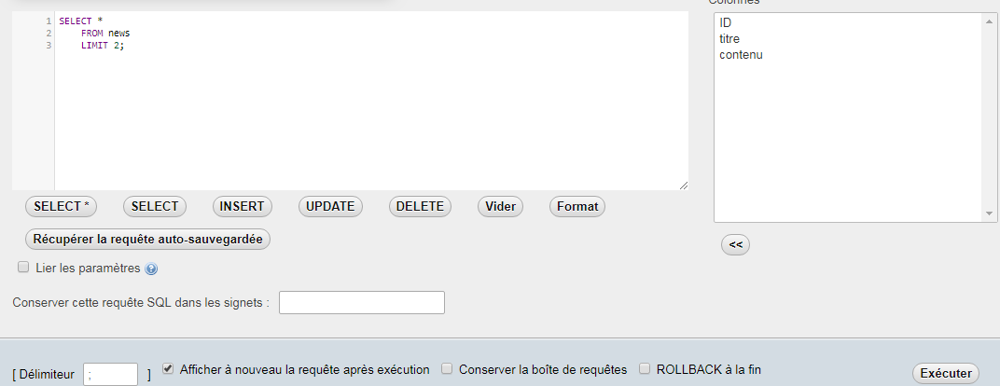 Colonnes
1 SELECT *
2 FROM news
3 LIMIT 2;
ID
titre
contenu
SELECT * SELECT INSERT UPDATE DELETE Vider Format
<<
Récupérer la requête auto-sauvegardée
Lier les paramètres ?
Conserver cette requête SQL dans les signets :
[ Délimiteur ; ] Afficher à nouveau la requête après exécution Conserver la boîte de requêtes ROLLBACK à la fin Exécuter